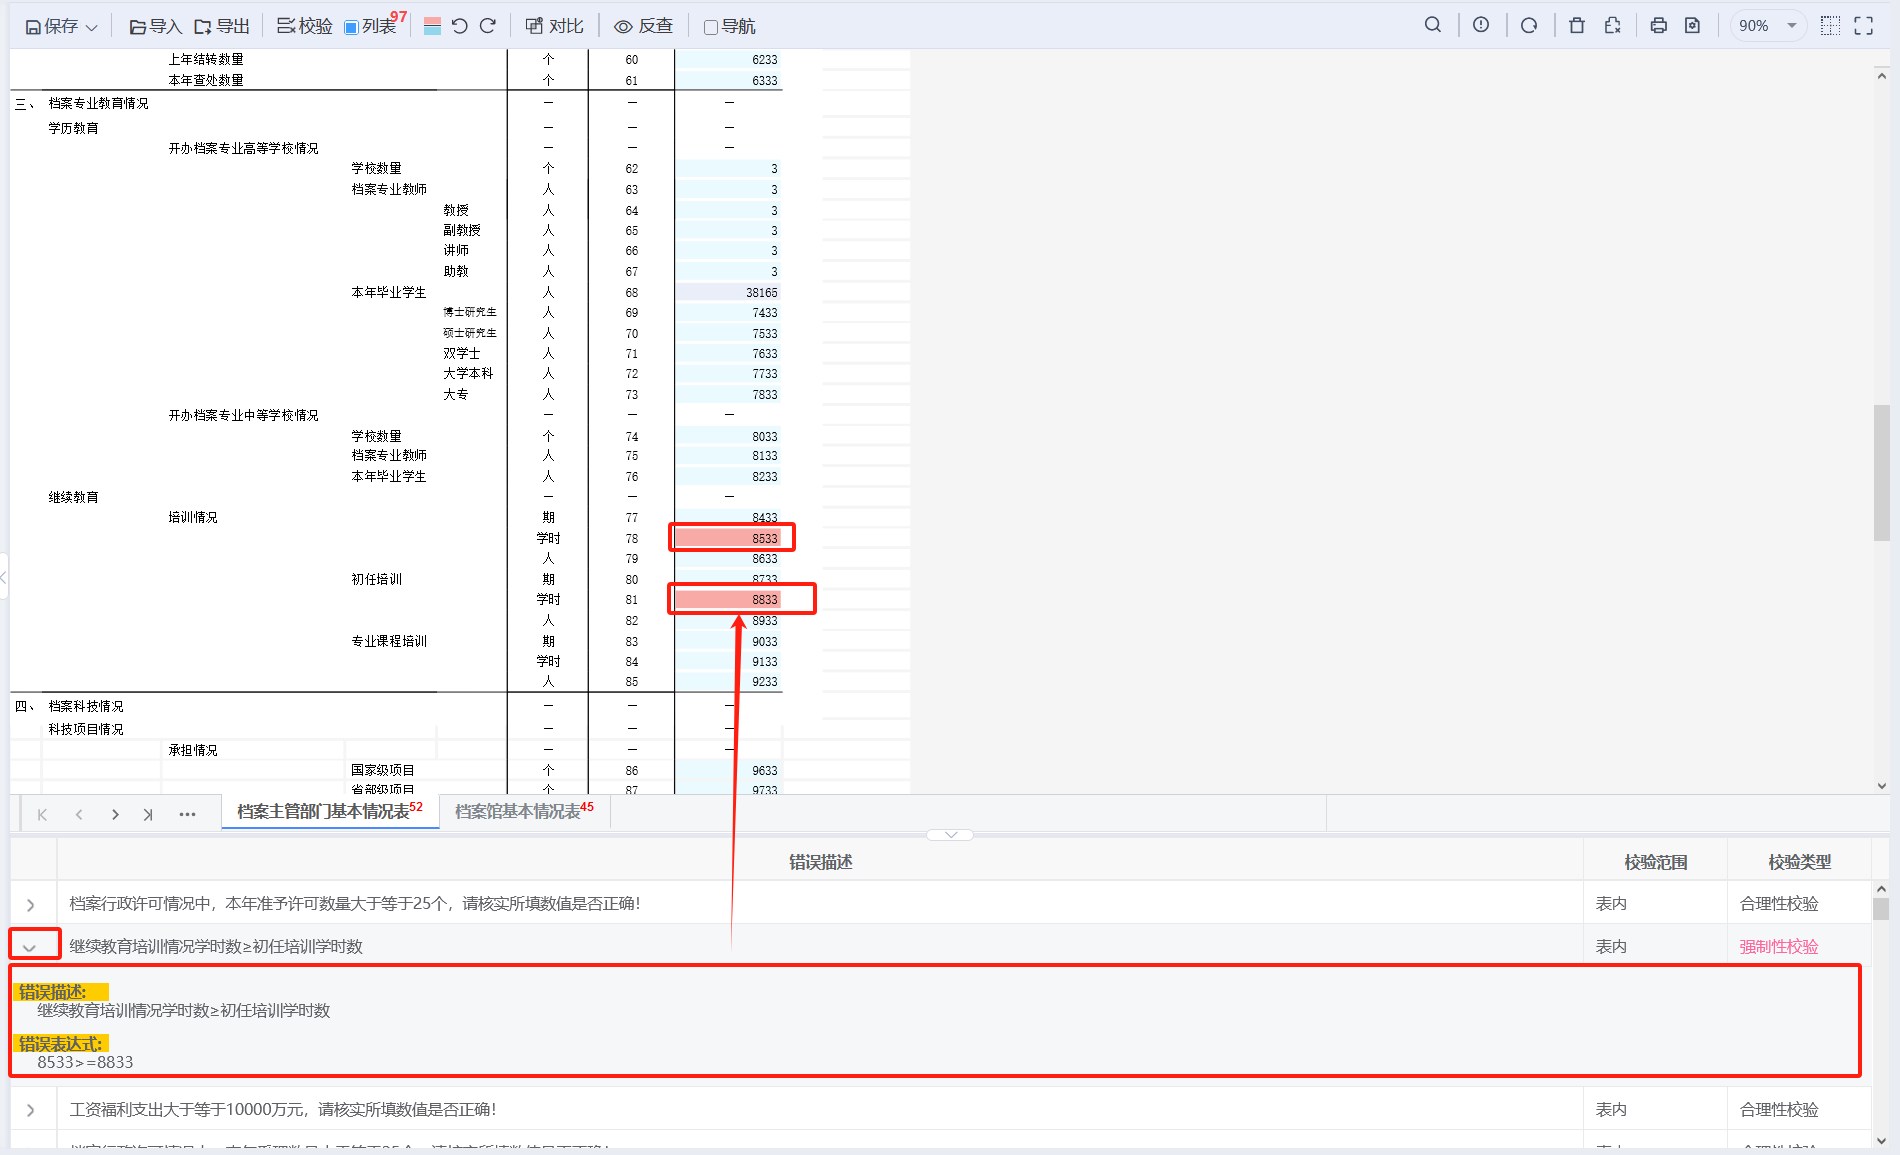 保存 导入 导出 校验 列表 97 对比 反查 导航 90%
上年结转数量 个 60 6233
本年查处数量 个 61 6333
三、 档案专业教育情况 — — —
学历教育 — — —
开办档案专业高等学校情况 — — —
学校数量 个 62 3
档案专业教师 人 63 3
教授 人 64 3
副教授 人 65 3
讲师 人 66 3
助教 人 67 3
本年毕业学生 人 68 38165
博士研究生 人 69 7433
硕士研究生 人 70 7533
双学士 人 71 7633
大学本科 人 72 7733
大专 人 73 7833
开办档案专业中等学校情况 — — —
学校数量 个 74 8033
档案专业教师 人 75 8133
本年毕业学生 人 76 8233
继续教育 — — —
培训情况 期 77 8433
学时 78 8533
人 79 8633
初任培训 期 80 8733
学时 81 8833
人 82 8933
专业课程培训 期 83 9033
学时 84 9133
人 85 9233
四、 档案科技情况 — — —
科技项目情况 — — —
承担情况 — — —
国家级项目 个 86 9633
省部级项目 个 87 9733
档案主管部门基本情况表52 档案馆基本情况表45
错误描述 校验范围 校验类型
档案行政许可情况中，本年准予许可数量大于等于25个，请核实所填数值是否正确！ 表内 合理性校验
继续教育培训情况学时数≥初任培训学时数 表内 强制性校验
错误描述:
继续教育培训情况学时数≥初任培训学时数
错误表达式:
8533>=8833
工资福利支出大于等于10000万元，请核实所填数值是否正确！ 表内 合理性校验